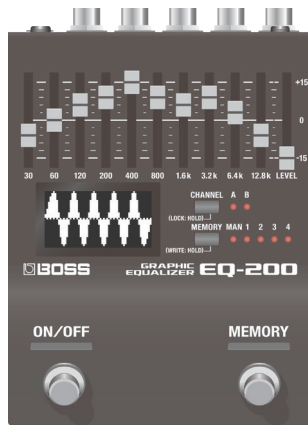 +15
0
-15
30 60 120 200 400 800 1.6k 3.2k 6.4k 12.8k LEVEL
CHANNEL A B
(LOCK: HOLD)
MEMORY MAN 1 2 3 4
(WRITE: HOLD)
BOSS GRAPHIC EQUALIZER EQ-200
ON/OFF MEMORY